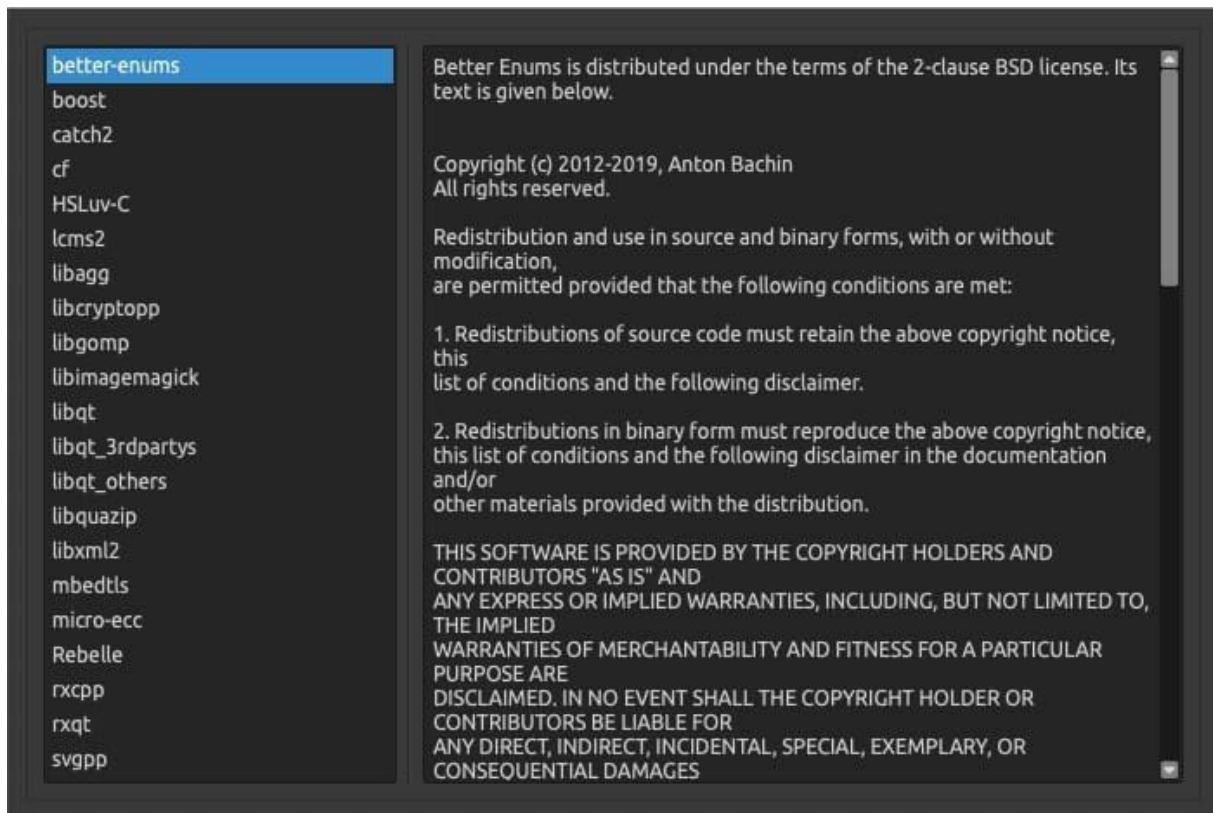 better-enums
boost
catch2
cf
HSLuv-C
lcms2
libagg
libcryptopp
libgomp
libimagemagick
libqt
libqt_3rdpartys
libqt_others
libquazip
libxml2
mbedtls
micro-ecc
Rebelle
rxcpp
rxqt
svgpp
Better Enums is distributed under the terms of the 2-clause BSD license. Its
text is given below.
Copyright (c) 2012-2019, Anton Bachin
All rights reserved.
Redistribution and use in source and binary forms, with or without
modification,
are permitted provided that the following conditions are met:
1. Redistributions of source code must retain the above copyright notice,
this
list of conditions and the following disclaimer.
2. Redistributions in binary form must reproduce the above copyright notice,
this list of conditions and the following disclaimer in the documentation
and/or
other materials provided with the distribution.
THIS SOFTWARE IS PROVIDED BY THE COPYRIGHT HOLDERS AND
CONTRIBUTORS "AS IS" AND
ANY EXPRESS OR IMPLIED WARRANTIES, INCLUDING, BUT NOT LIMITED TO,
THE IMPLIED
WARRANTIES OF MERCHANTABILITY AND FITNESS FOR A PARTICULAR
PURPOSE ARE
DISCLAIMED. IN NO EVENT SHALL THE COPYRIGHT HOLDER OR
CONTRIBUTORS BE LIABLE FOR
ANY DIRECT, INDIRECT, INCIDENTAL, SPECIAL, EXEMPLARY, OR
CONSEQUENTIAL DAMAGES